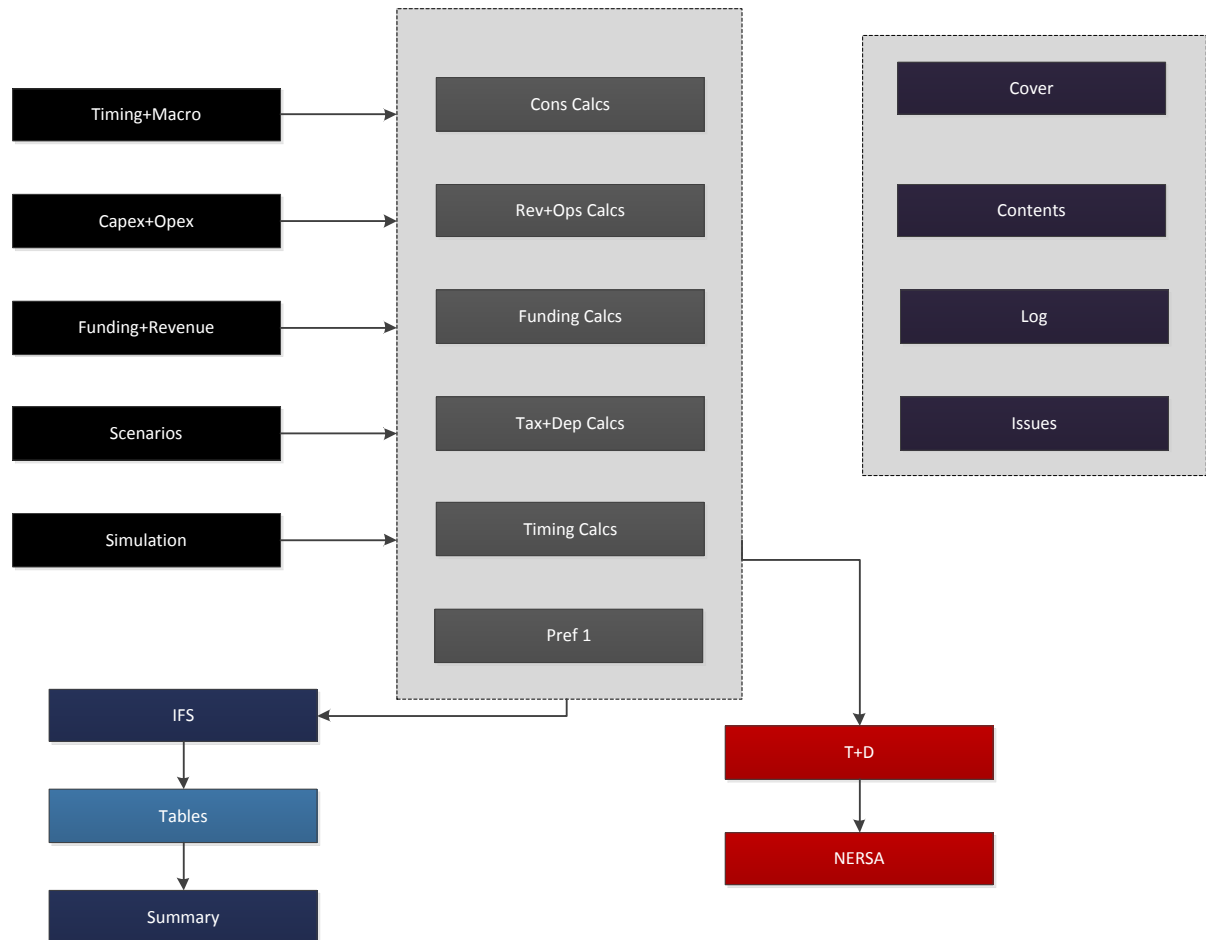 Timing+Macro
Capex+Opex
Funding+Revenue
Scenarios
Simulation
Cons Calcs
Rev+Ops Calcs
Funding Calcs
Tax+Dep Calcs
Timing Calcs
Pref 1
Cover
Contents
Log
Issues
IFS
Tables
Summary
T+D
NERSA